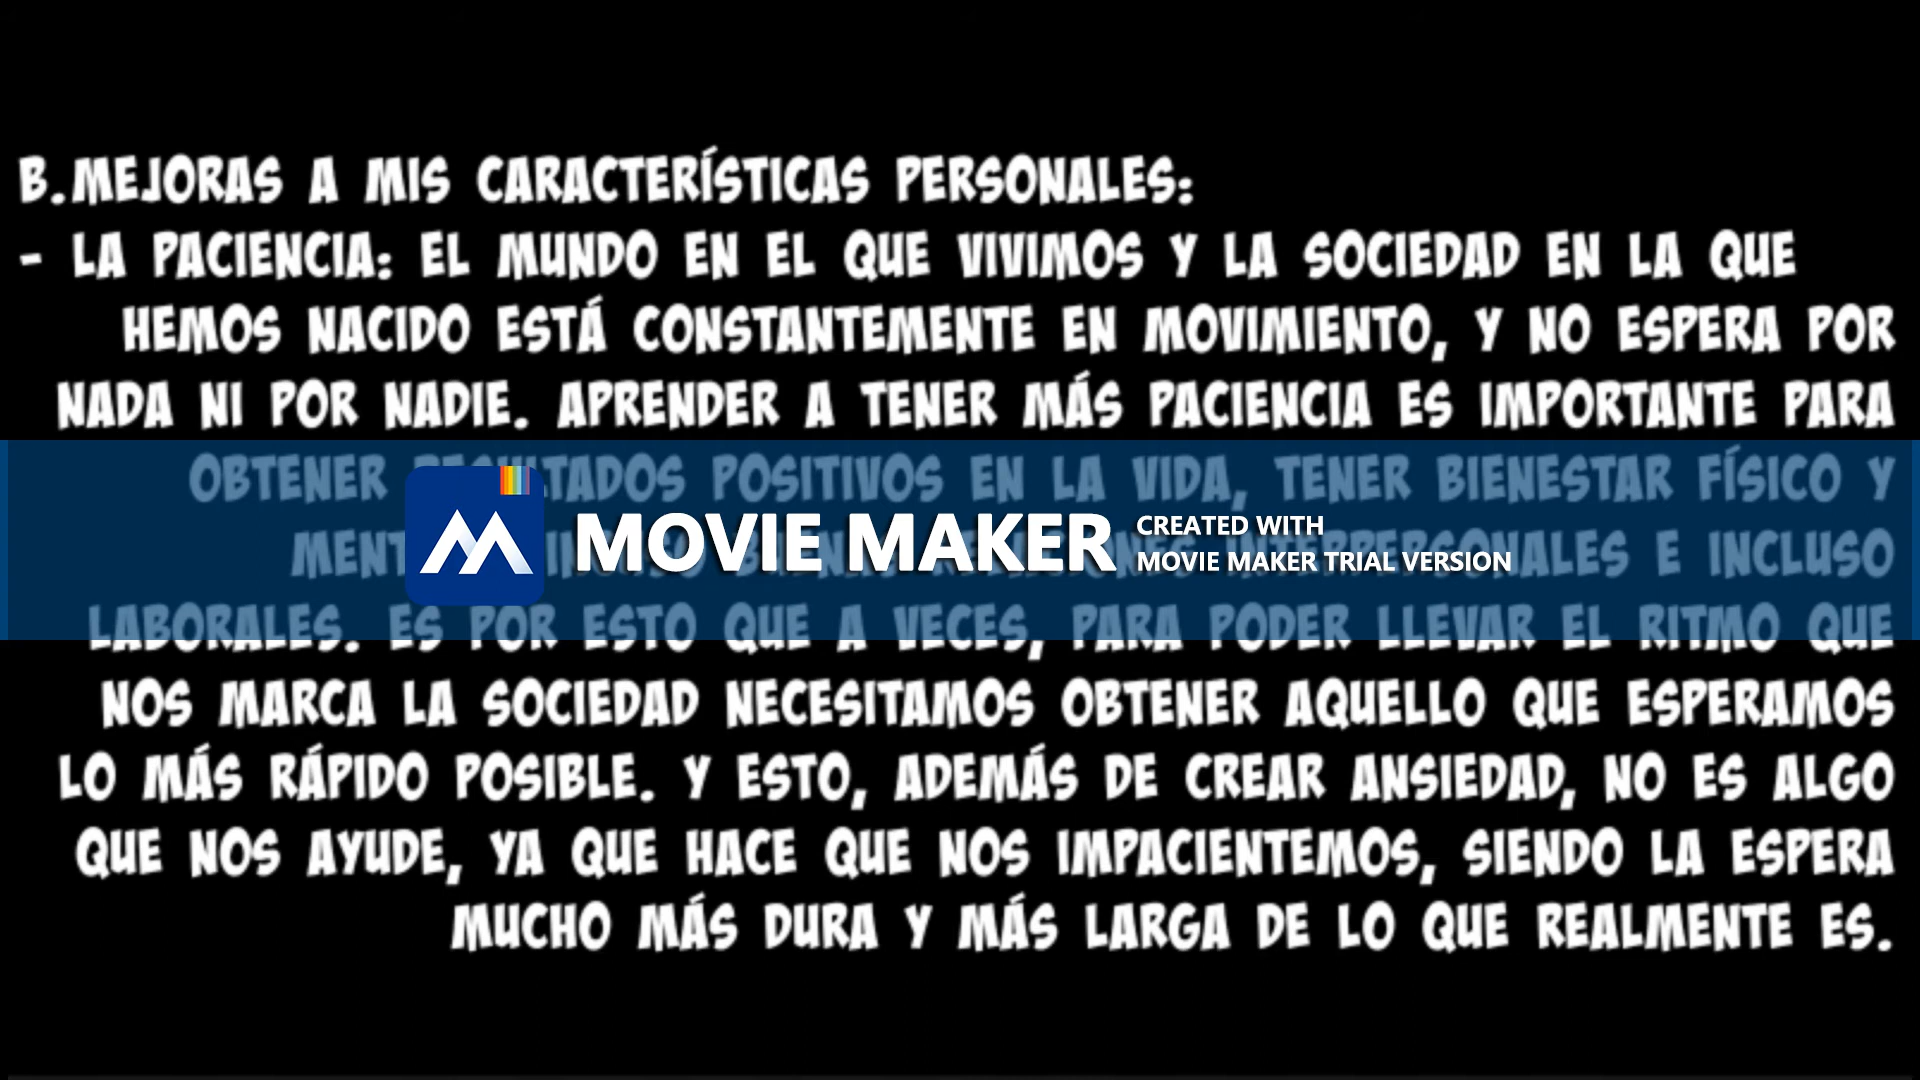 B.MEJORAS A MIS CARACTERÍSTICAS PERSONALES:
- LA PACIENCIA: EL MUNDO EN EL QUE VIVIMOS Y LA SOCIEDAD EN LA QUE
HEMOS NACIDO ESTÁ CONSTANTEMENTE EN MOVIMIENTO, Y NO ESPERA POR
NADA NI POR NADIE. APRENDER A TENER MÁS PACIENCIA ES IMPORTANTE PARA
OBTENER RESULTADOS POSITIVOS EN LA VIDA, TENER BIENESTAR FÍSICO Y
E INCLUSO
MOVIE MAKER
CREATED WITH
MOVIE MAKER TRIAL VERSION
LABORALES. ES POR ESTO QUE A VECES, PARA PODER LLEVAR EL RITMO QUE
NOS MARCA LA SOCIEDAD NECESITAMOS OBTENER AQUELLO QUE ESPERAMOS
LO MÁS RÁPIDO POSIBLE. Y ESTO, ADEMÁS DE CREAR ANSIEDAD, NO ES ALGO
QUE NOS AYUDE, YA QUE HACE QUE NOS IMPACIENTEMOS, SIENDO LA ESPERA
MUCHO MÁS DURA Y MÁS LARGA DE LO QUE REALMENTE ES.